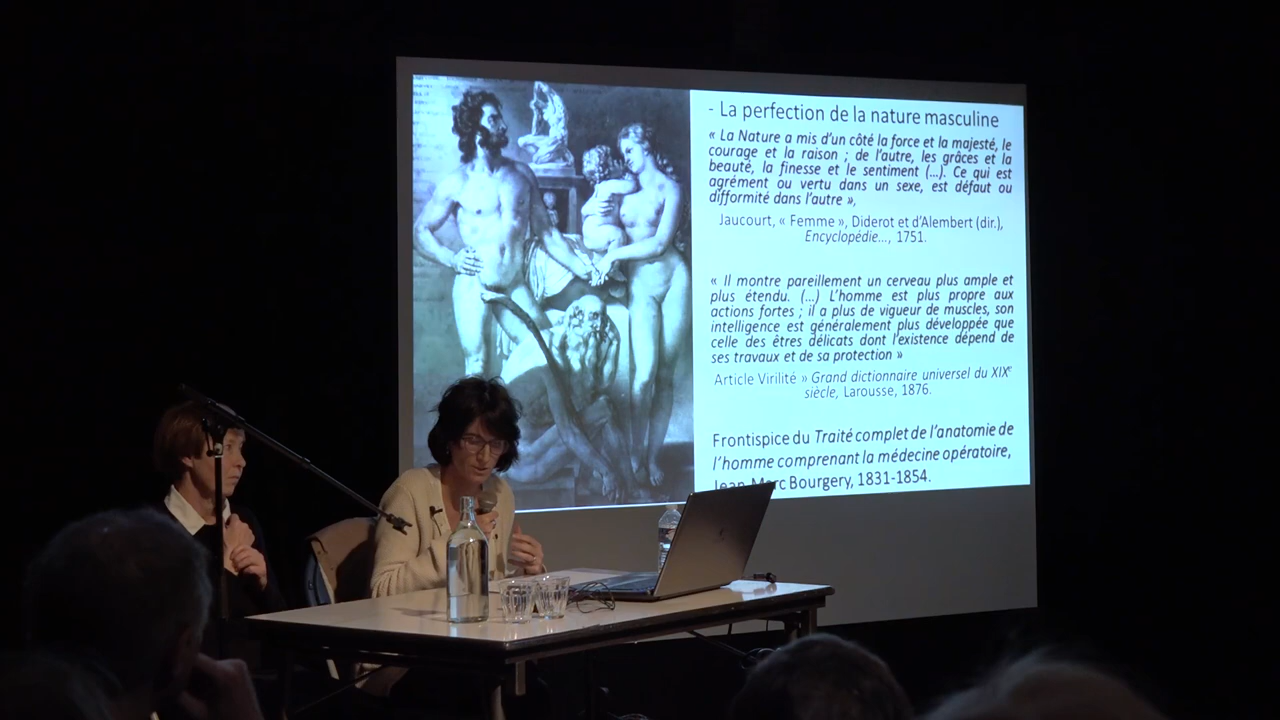 - La perfection de la nature masculine
« La Nature a mis d'un côté la force et la majesté, le
courage et la raison ; de l'autre, les grâces et la
beauté, la finesse et le sentiment (...). Ce qui est
agrément ou vertu dans un sexe, est défaut ou
difformité dans l'autre »,
Jaucourt, « Femme », Diderot et d'Alembert (dir.),
Encyclopédie..., 1751.
« Il montre pareillement un cerveau plus ample et
plus étendu. (...) L'homme est plus propre aux
actions fortes ; il a plus de vigueur de muscles, son
intelligence est généralement plus développée que
celle des êtres délicats dont l'existence dépend de
ses travaux et de sa protection »
Article Virilité » Grand dictionnaire universel du XIXe
siècle, Larousse, 1876.
Frontispice du Traité complet de l'anatomie de
l'homme comprenant la médecine opératoire,
Jean-Marc Bourgery, 1831-1854.